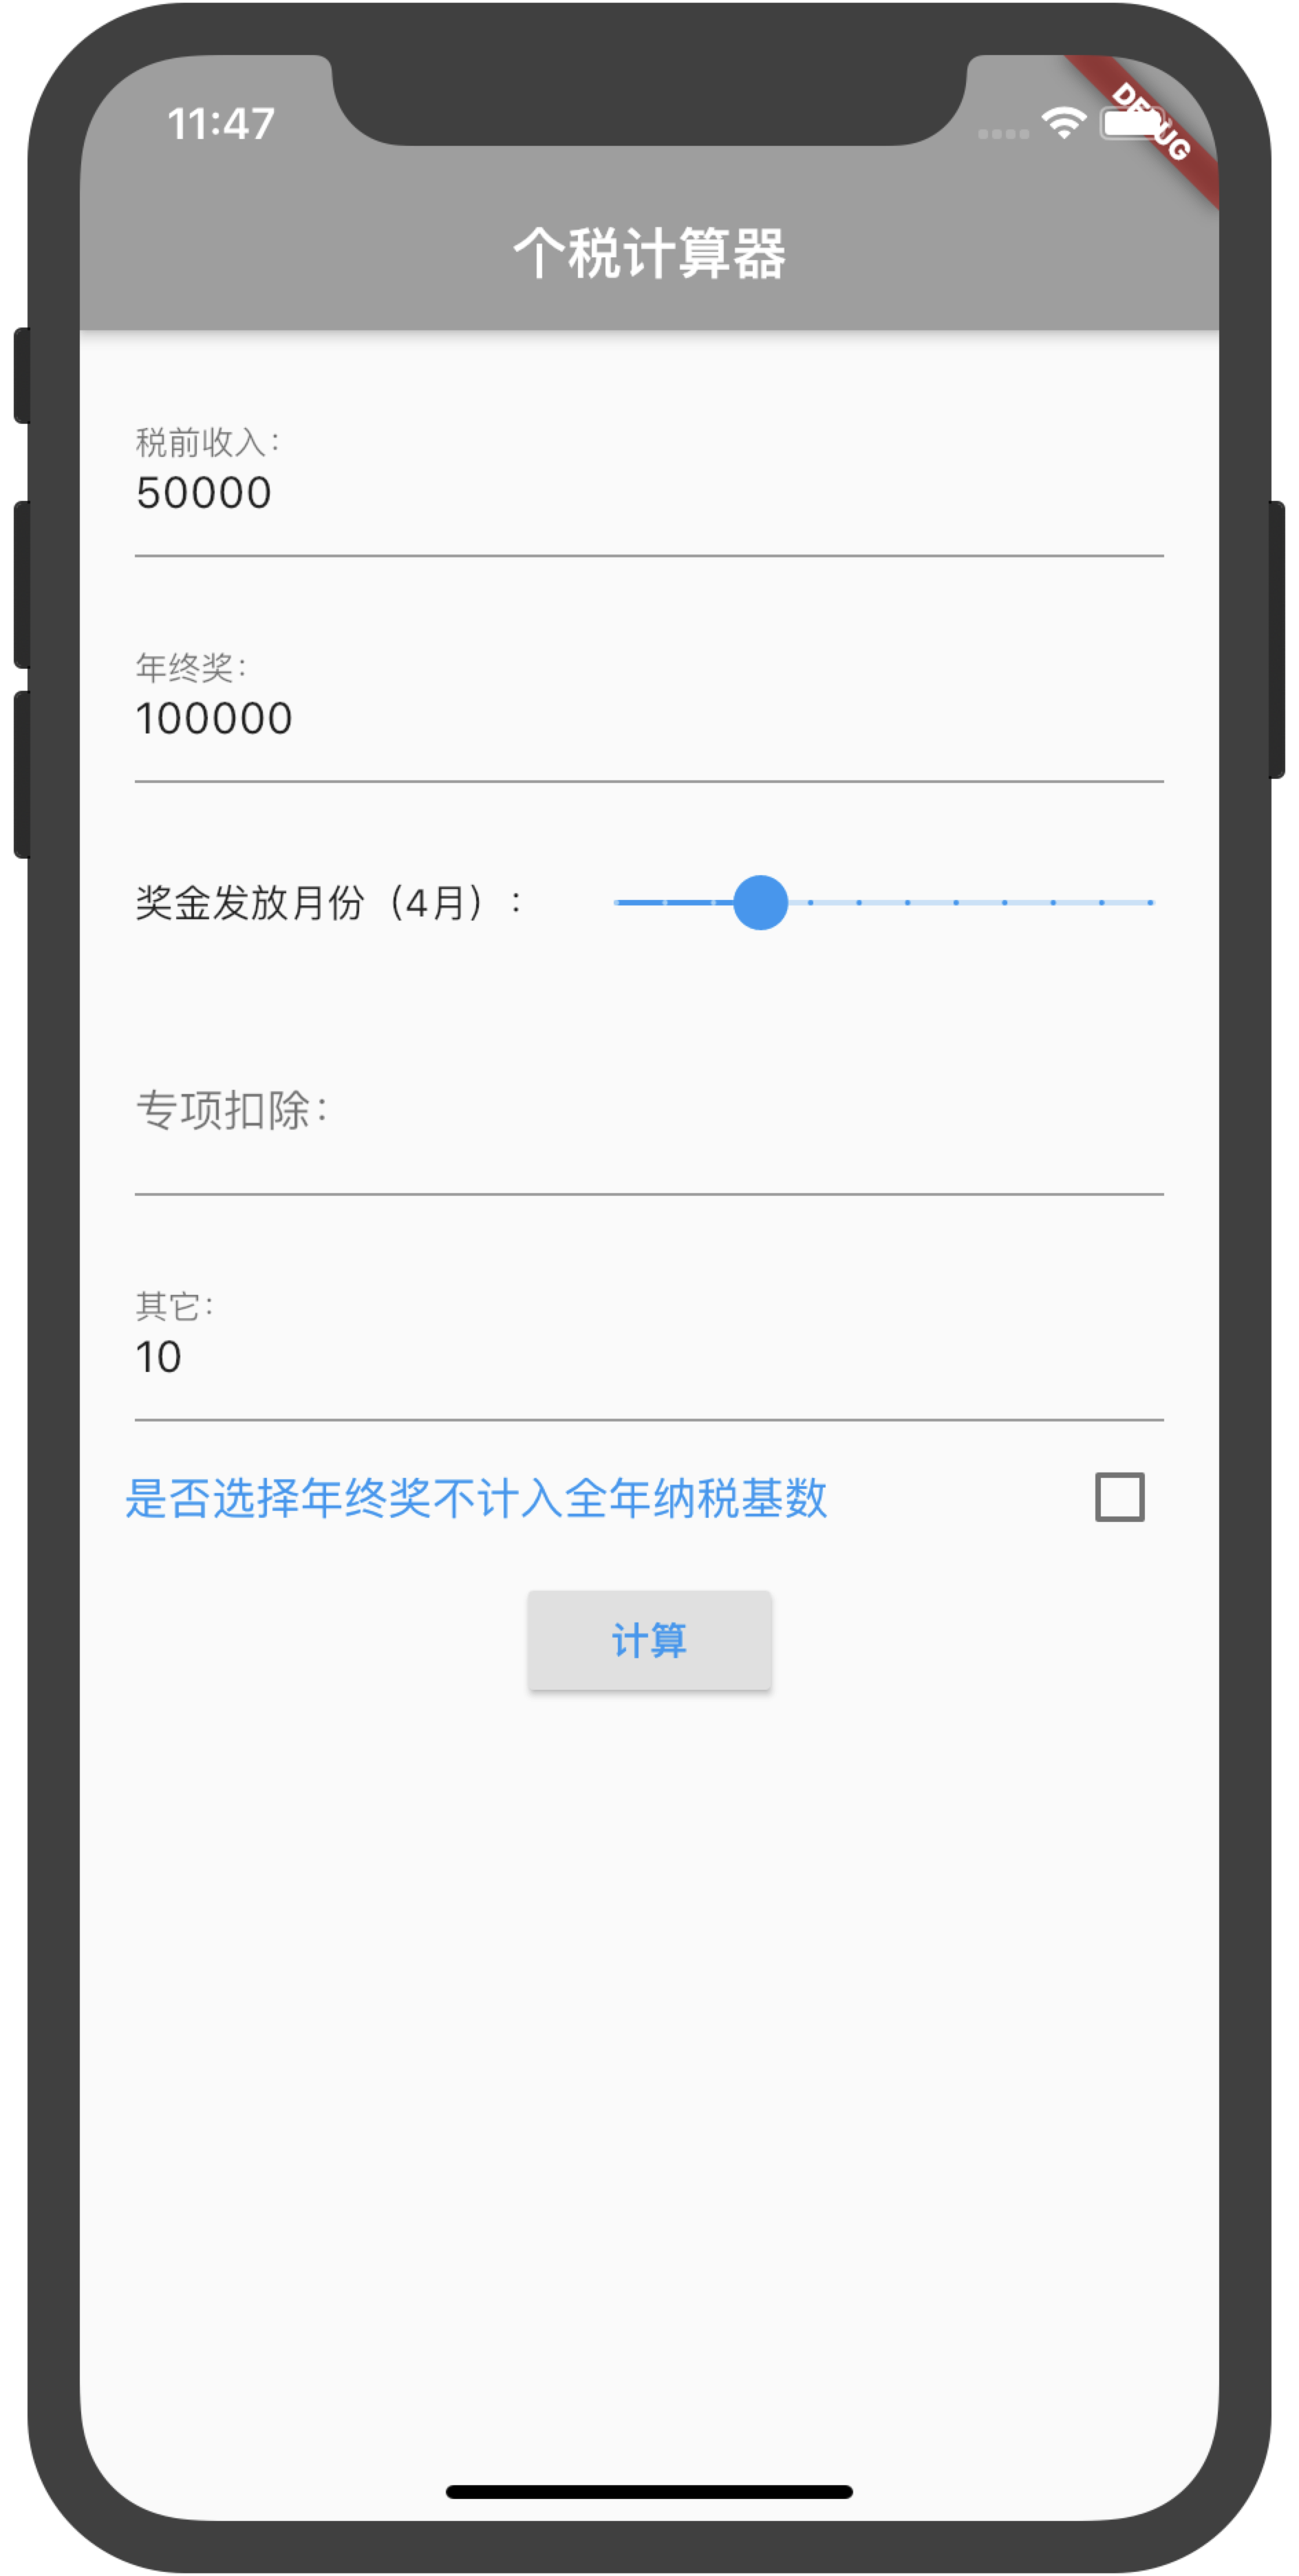 11:47
DEBUG
个税计算器
税前收入：
50000
年终奖：
100000
奖金发放月份（4月）：
专项扣除：
其它：
10
是否选择年终奖不计入全年纳税基数
计算